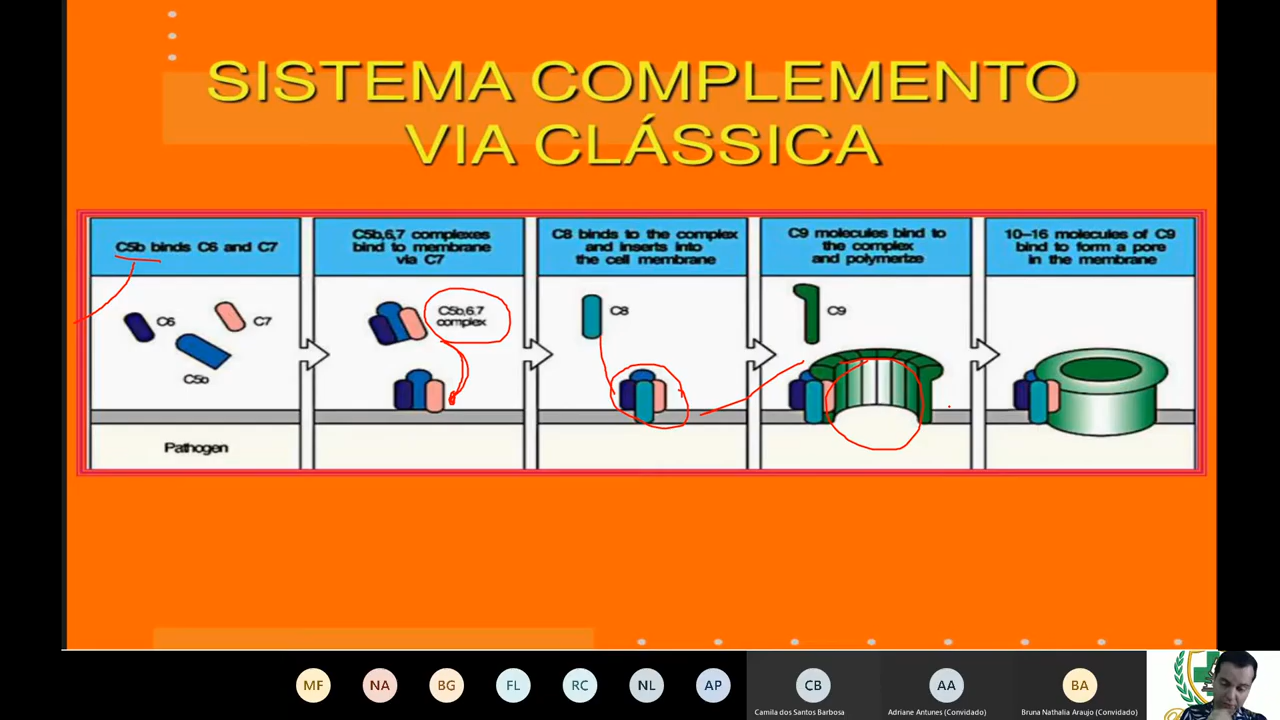 SISTEMA COMPLEMENTO
VIA CLÁSSICA
C5b binds C6 and C7
C6
C7
C5b
Pathogen
C5b,6,7 complexes
bind to membrane
via C7
C5b,6,7
complex
C8 binds to the complex
and inserts into
the cell membrane
C8
C9 molecules bind to
the complex
and polymerize
C9
10–16 molecules of C9
bind to form a pore
in the membrane
MF
NA
BG
FL
RC
NL
AP
CB
Camila dos Santos Barbosa
AA
Adriane Antunes (Convidado)
BA
Bruna Nathalia Araujo (Convidado)